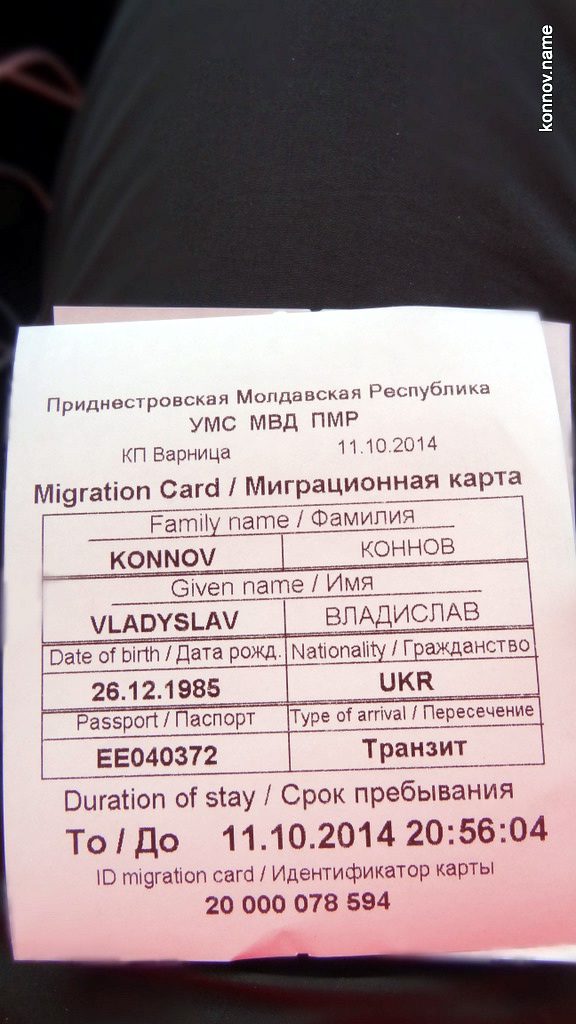 konnov.name
Приднестровская Молдавская Республика
УМС МВД ПМР
КП Варница 11.10.2014
Migration Card / Миграционная карта
Family name / Фамилия
KONNOV КОННОВ
Given name / Имя
VLADYSLAV ВЛАДИСЛАВ
Date of birth / Дата рожд. Nationality / Гражданство
26.12.1985 UKR
Passport / Паспорт Type of arrival / Пересечение
EE040372 Транзит
Duration of stay / Срок пребывания
To / До 11.10.2014 20:56:04
ID migration card / Идентификатор карты
20 000 078 594